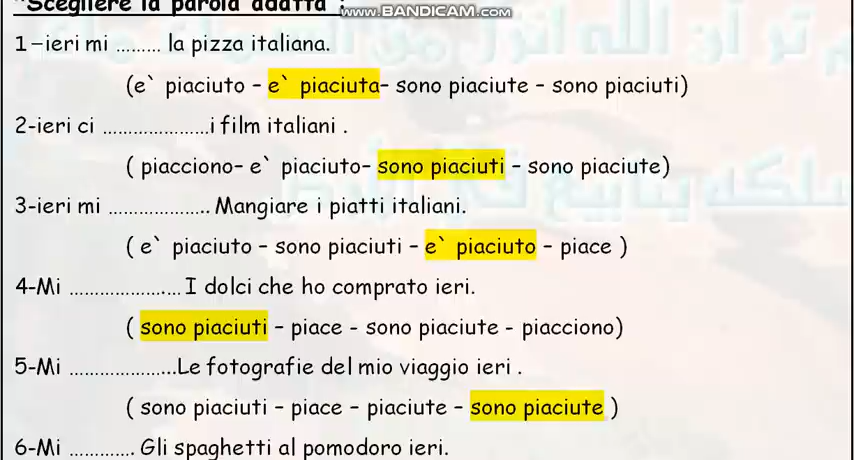 "Scegliere la parola adatta :
www.BANDICAM.com
1-ieri mi ......... la pizza italiana.
(e` piaciuto - e` piaciuta- sono piaciute - sono piaciuti)
2-ieri ci .....................i film italiani .
( piacciono- e` piaciuto- sono piaciuti - sono piaciute)
3-ieri mi .................... Mangiare i piatti italiani.
( e` piaciuto - sono piaciuti - e` piaciuto - piace )
4-Mi ...................... I dolci che ho comprato ieri.
( sono piaciuti - piace - sono piaciute - piacciono)
5-Mi .....................Le fotografie del mio viaggio ieri .
( sono piaciuti - piace - piaciute - sono piaciute )
6-Mi ............. Gli spaghetti al pomodoro ieri.